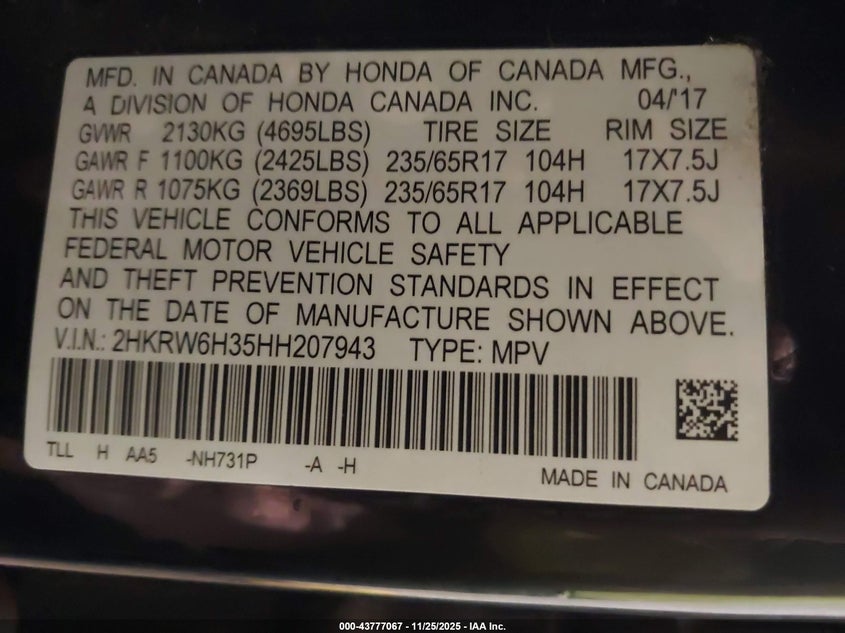 MFD. IN CANADA BY HONDA OF CANADA MFG.,
A DIVISION OF HONDA CANADA INC. 04/'17
GVWR 2130KG (4695LBS) TIRE SIZE RIM SIZE
GAWR F 1100KG (2425LBS) 235/65R17 104H 17X7.5J
GAWR R 1075KG (2369LBS) 235/65R17 104H 17X7.5J
THIS VEHICLE CONFORMS TO ALL APPLICABLE
FEDERAL MOTOR VEHICLE SAFETY
AND THEFT PREVENTION STANDARDS IN EFFECT
ON THE DATE OF MANUFACTURE SHOWN ABOVE.
V.I.N.: 2HKRW6H35HH207943 TYPE: MPV
TLL H AA5 -NH731P -A -H
MADE IN CANADA
000-43777067 - 11/25/2025 - IAA Inc.